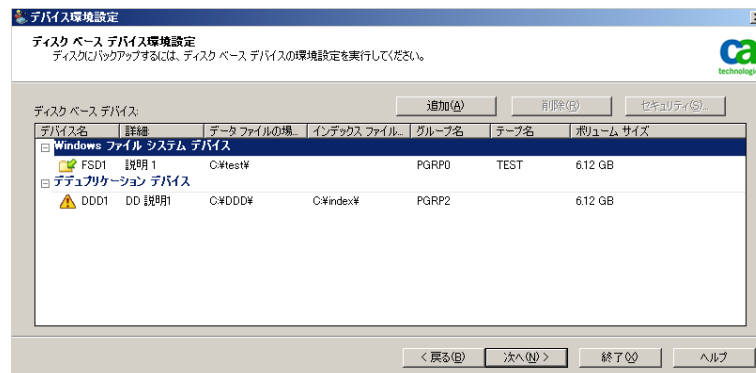 デバイス環境設定
ディスク ベース デバイス環境設定
ディスクにバックアップするには、ディスク ベース デバイスの環境設定を実行してください。
ca
technologies
ディスク ベース デバイス:
追加(A) 削除(R) セキュリティ(S)...
デバイス名 詳細 データ ファイルの場... インデックス ファイル... グループ名 テープ名 ボリューム サイズ
Windows ファイル システム デバイス
FSD1 説明 1 C:¥test¥ PGRP0 TEST 6.12 GB
デデュプリケーション デバイス
DDD1 DD 説明1 C:¥DDD¥ C:¥index¥ PGRP2 6.12 GB
< 戻る(B) 次へ(N) > 終了(X) ヘルプ